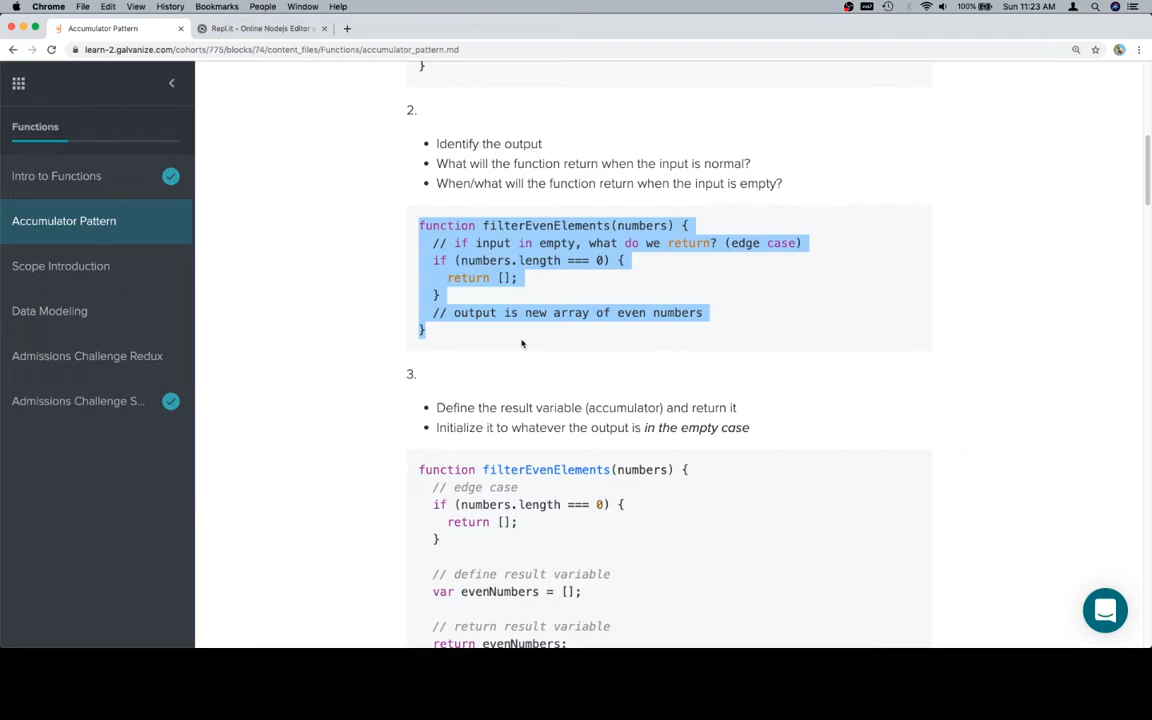 Chrome File Edit View History Bookmarks People Window Help 100% Sun 11:23 AM
Accumulator Pattern Repl.it - Online Nodejs Editor a
learn-2.galvanize.com/cohorts/775/blocks/74/content_files/Functions/accumulator_pattern.md
Functions
Intro to Functions
Accumulator Pattern
Scope Introduction
Data Modeling
Admissions Challenge Redux
Admissions Challenge S...
}
2.
• Identify the output
• What will the function return when the input is normal?
• When/what will the function return when the input is empty?
function filterEvenElements(numbers) {
// if input in empty, what do we return? (edge case)
if (numbers.length === 0) {
return [];
}
// output is new array of even numbers
}
3.
• Define the result variable (accumulator) and return it
• Initialize it to whatever the output is in the empty case
function filterEvenElements(numbers) {
// edge case
if (numbers.length === 0) {
return [];
}
// define result variable
var evenNumbers = [];
// return result variable
return evenNumbers;